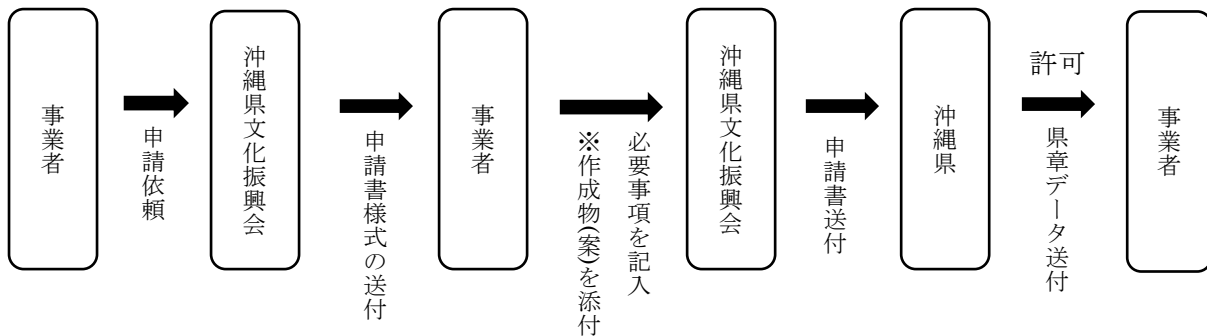 事業者
申請依頼
沖縄県文化振興会
申請書様式の送付
事業者
必要事項を記入
※作成物(案)を添付
沖縄県文化振興会
申請書送付
沖縄県
許可
県章データ送付
事業者